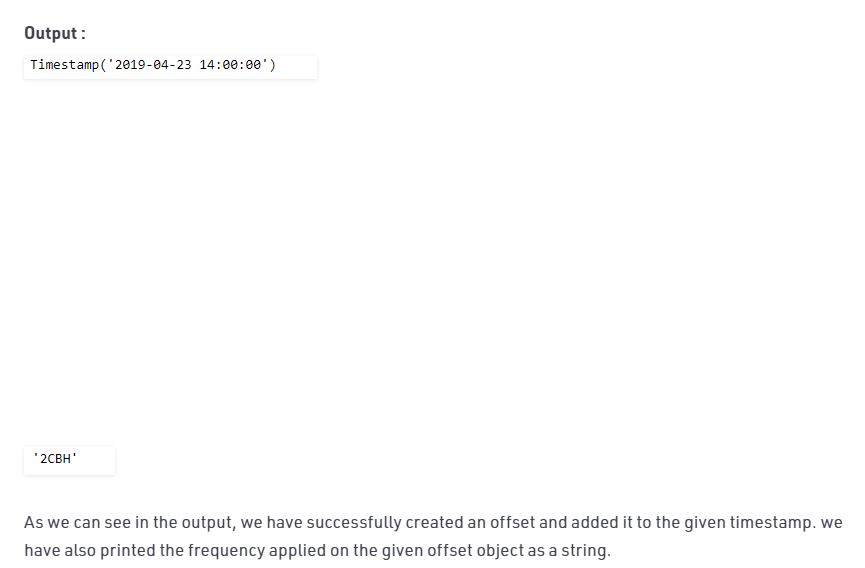 Output :
Timestamp('2019-04-23 14:00:00')
'2CBH'
As we can see in the output, we have successfully created an offset and added it to the given timestamp. we
have also printed the frequency applied on the given offset object as a string.